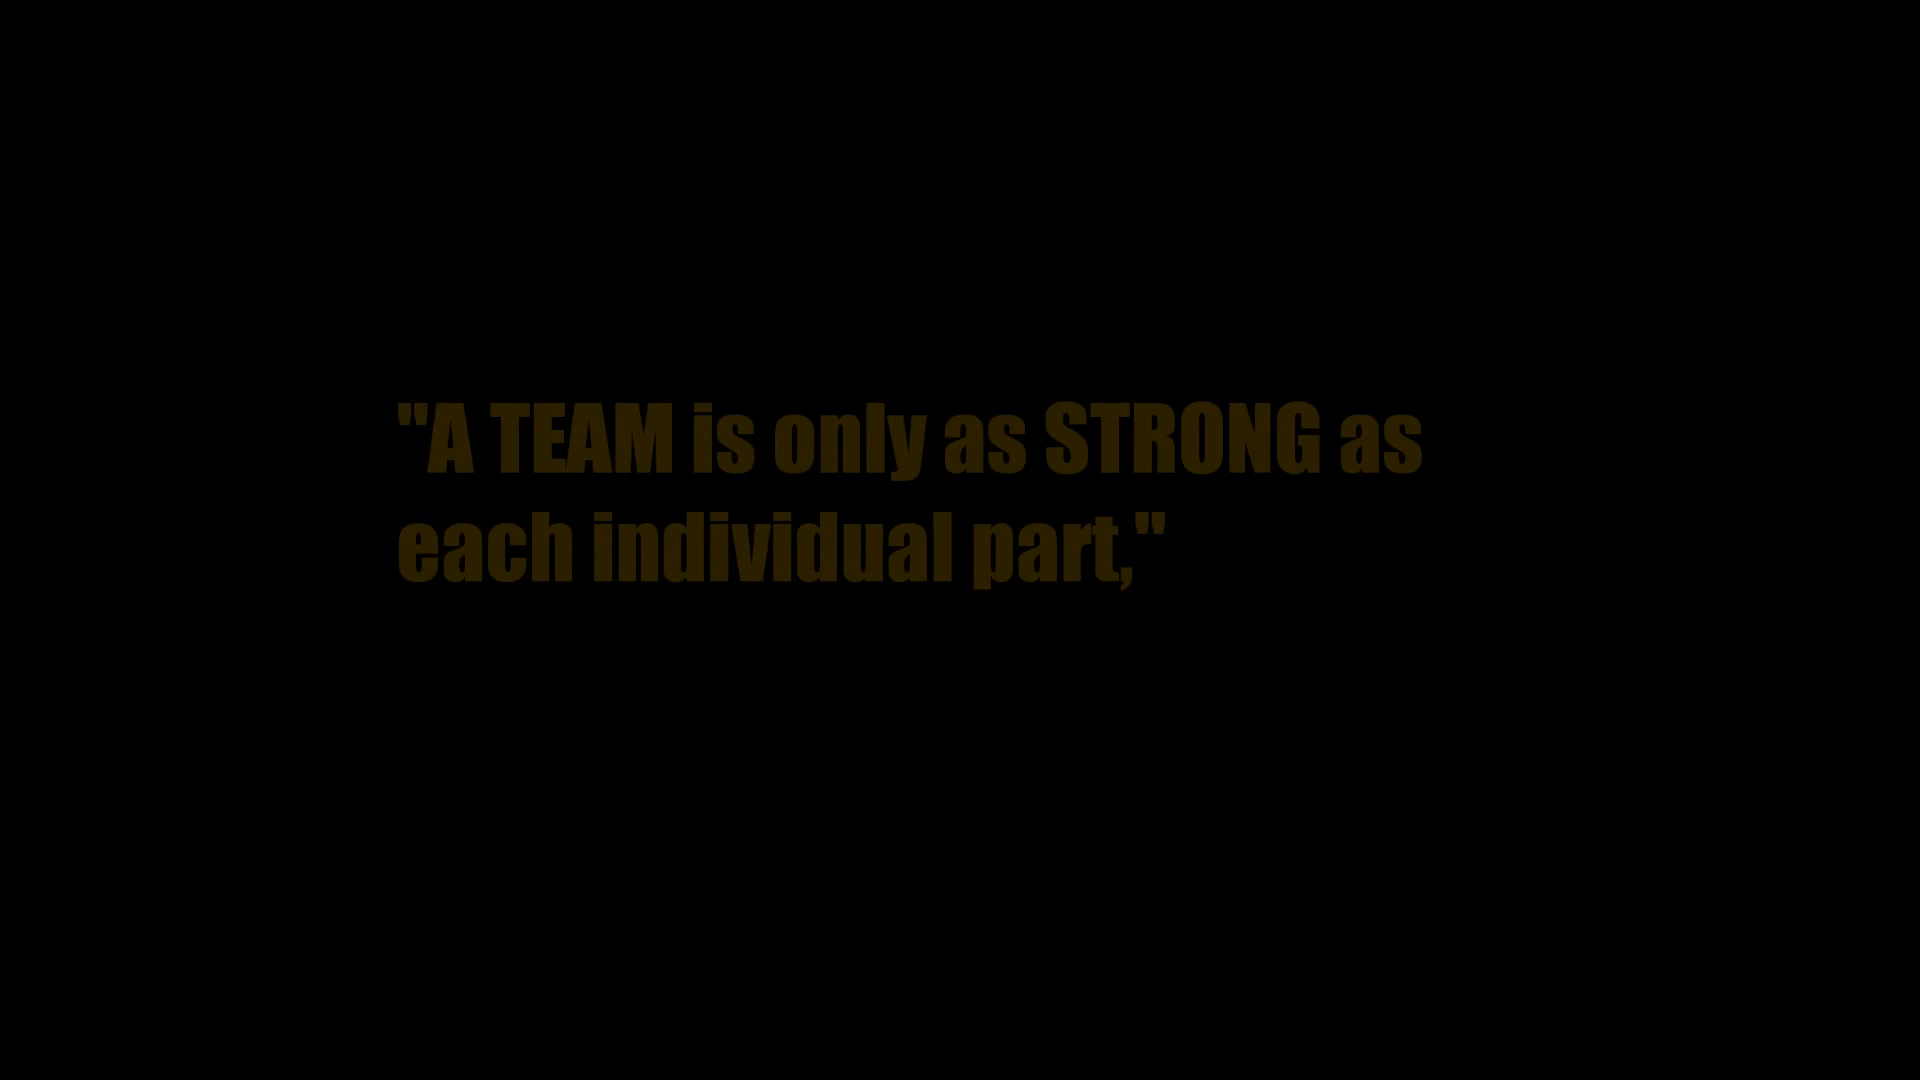 "A TEAM is only as STRONG as
each individual part,"